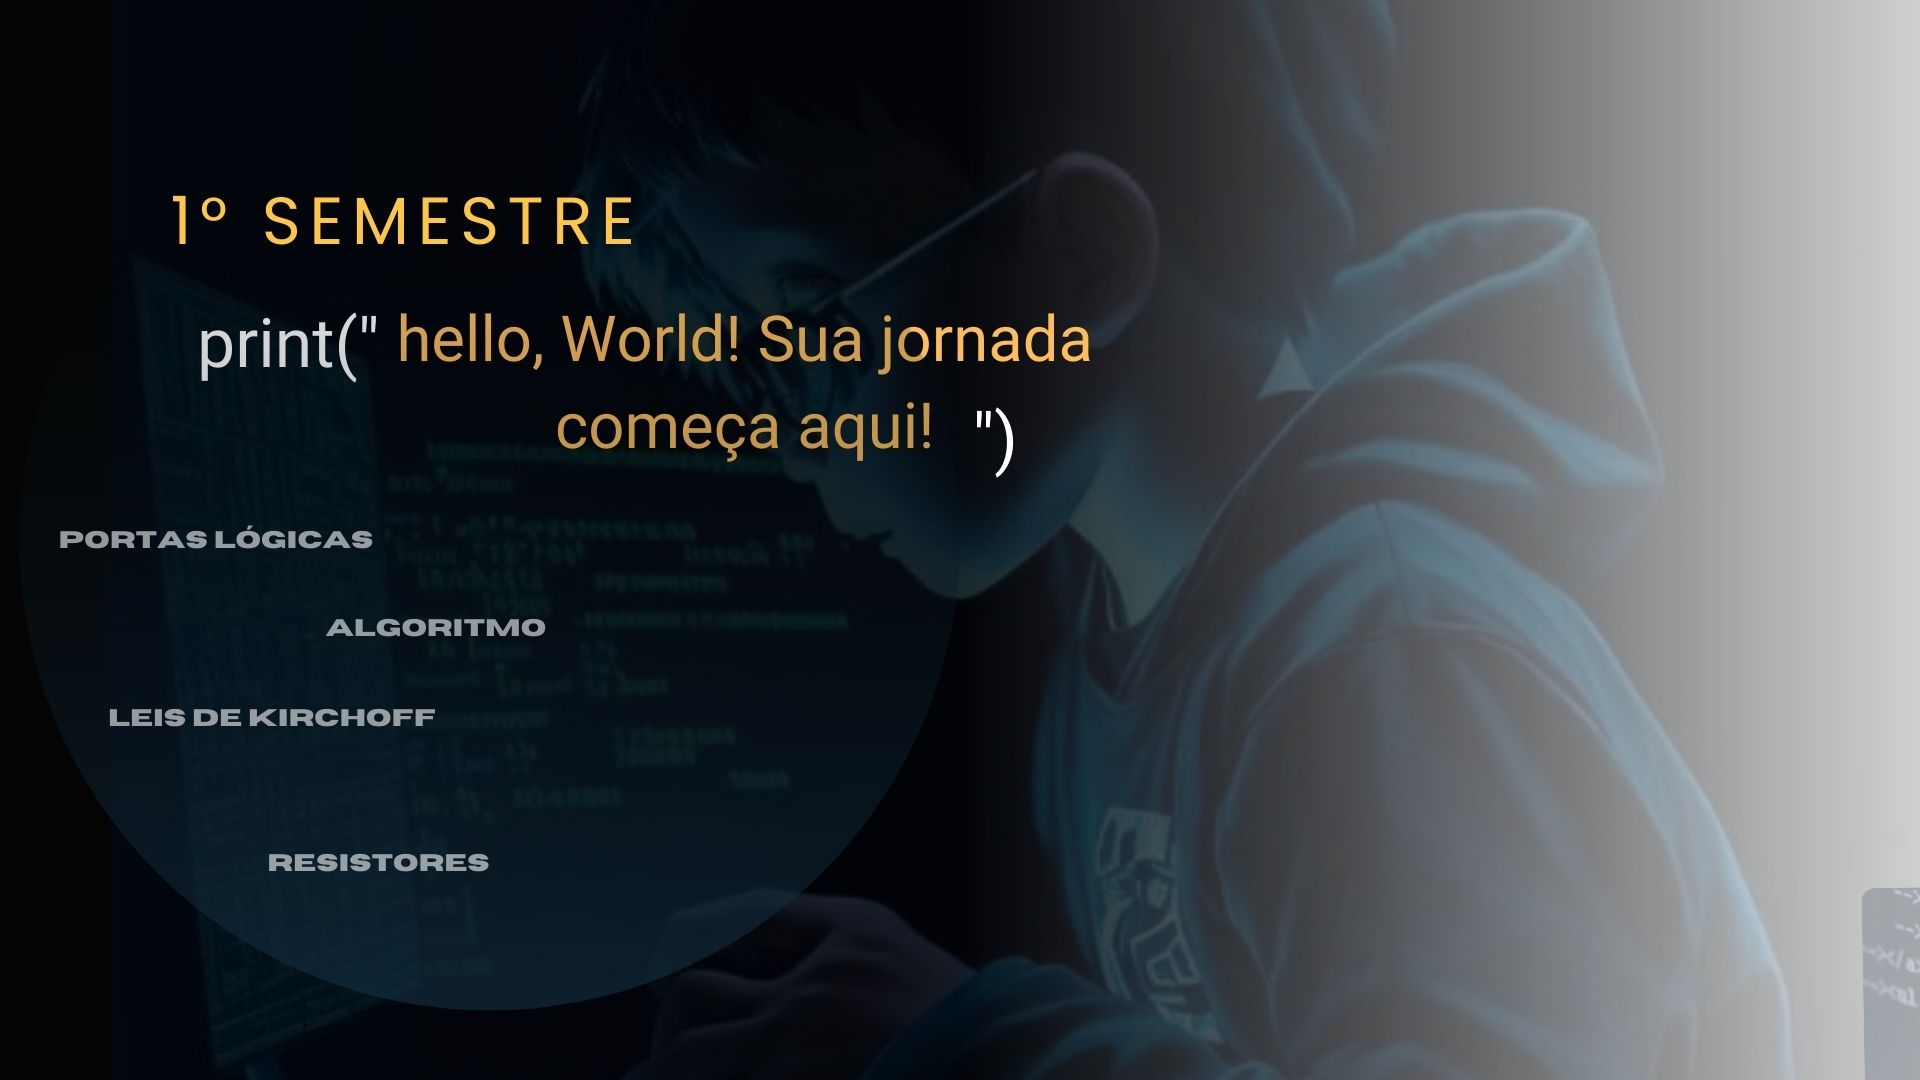 1º SEMESTRE
print(" hello, World! Sua jornada
começa aqui! ")
PORTAS LÓGICAS
ALGORITMO
LEIS DE KIRCHOFF
RESISTORES